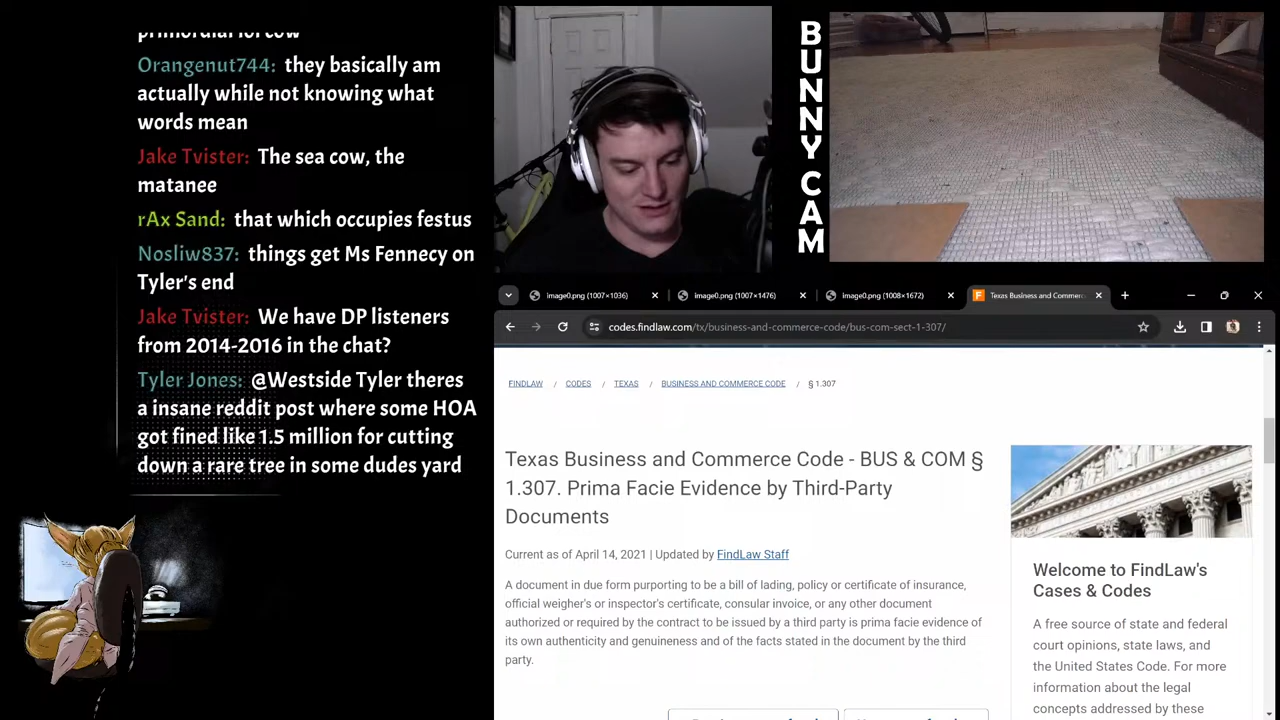 primordial for cow
Orangenut744: they basically am
actually while not knowing what
words mean
Jake Tvister: The sea cow, the
matanee
rAx Sand: that which occupies festus
Nosliw837: things get Ms Fennecy on
Tyler's end
Jake Tvister: We have DP listeners
from 2014-2016 in the chat?
Tyler Jones: @Westside Tyler theres
a insane reddit post where some HOA
got fined like 1.5 million for cutting
down a rare tree in some dudes yard
BUNNY CAM
image0.png (1007×1036)
image0.png (1007×1476)
image0.png (1008×1672)
Texas Business and Commerc
codes.findlaw.com/tx/business-and-commerce-code/bus-com-sect-1-307/
FINDLAW / CODES / TEXAS / BUSINESS AND COMMERCE CODE / § 1.307
Texas Business and Commerce Code - BUS & COM §
1.307. Prima Facie Evidence by Third-Party
Documents
Current as of April 14, 2021 | Updated by FindLaw Staff
A document in due form purporting to be a bill of lading, policy or certificate of insurance,
official weigher's or inspector's certificate, consular invoice, or any other document
authorized or required by the contract to be issued by a third party is prima facie evidence of
its own authenticity and genuineness and of the facts stated in the document by the third
party.
Welcome to FindLaw's
Cases & Codes
A free source of state and federal
court opinions, state laws, and
the United States Code. For more
information about the legal
concepts addressed by these